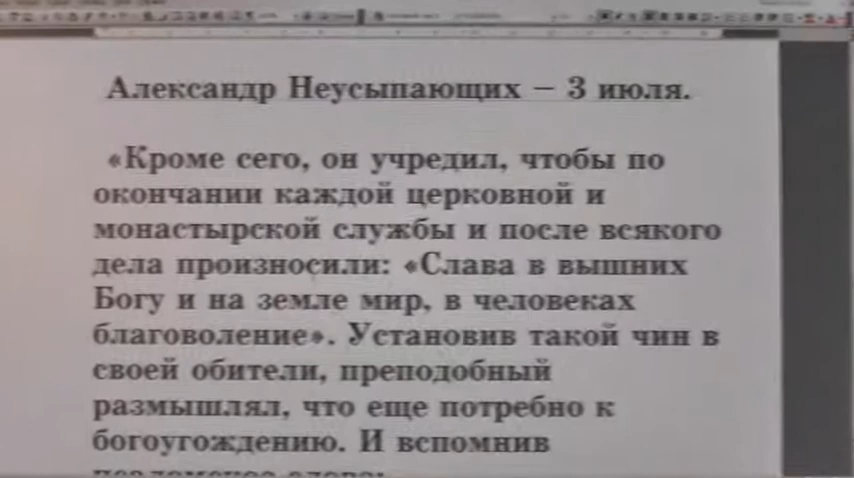 Александр Неусыпающих – 3 июля.
«Кроме сего, он учредил, чтобы по
окончании каждой церковной и
монастырской службы и после всякого
дела произносили: «Слава в вышних
Богу и на земле мир, в человеках
благоволение». Установив такой чин в
своей обители, преподобный
размышлял, что еще потребно к
богоугождению. И вспомнив